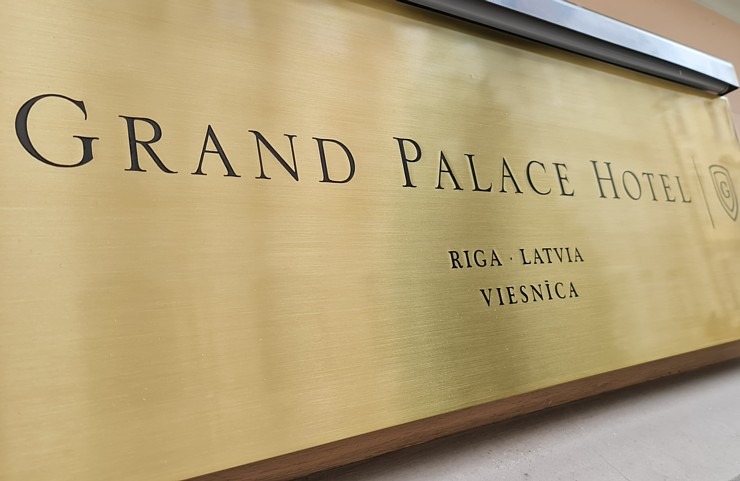 GRAND PALACE HOTEL
RIGA · LATVIA
VIESNĪCA